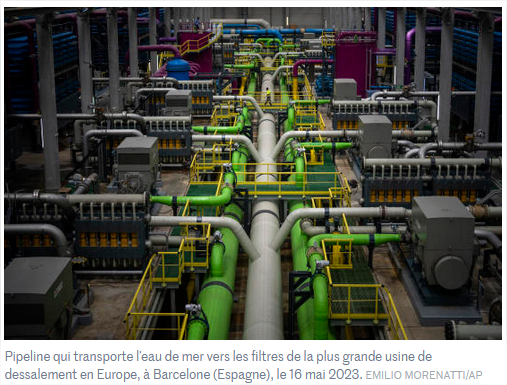 Pipeline qui transporte l'eau de mer vers les filtres de la plus grande usine de
dessalement en Europe, à Barcelone (Espagne), le 16 mai 2023. EMILIO MORENATTI/AP